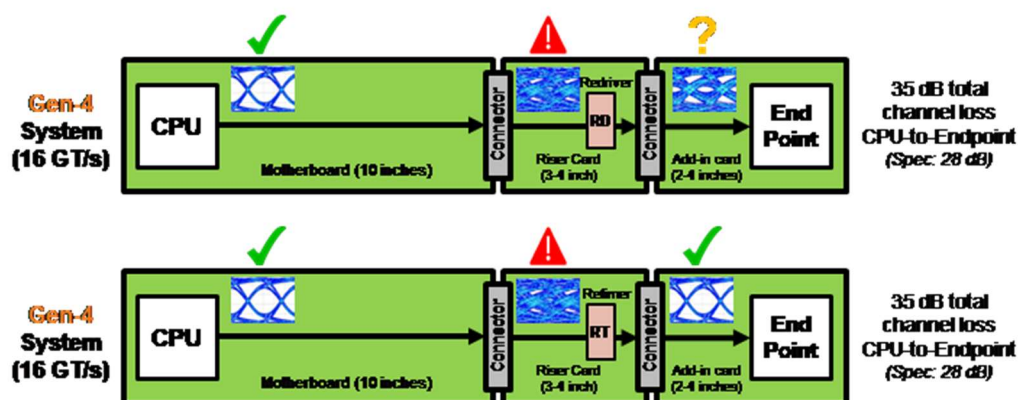 ?
Gen-4
System
(16 GT/s)
CPU
Motherboard (10 inches)
Connector
Redriver
RD
Riser Card
(3-4 inch)
Connector
Add-in card
(2-4 inches)
End
Point
35 dB total
channel loss
CPU-to-Endpoint
(Spec: 28 dB)
Gen-4
System
(16 GT/s)
CPU
Motherboard (10 inches)
Connector
Retimer
RT
Riser Card
(3-4 inch)
Connector
Add-in card
(2-4 inches)
End
Point
35 dB total
channel loss
CPU-to-Endpoint
(Spec: 28 dB)